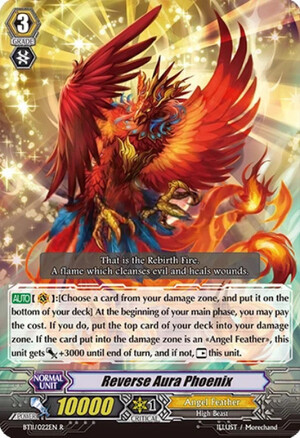 3
GRADE
That is the Rebirth Fire.
A flame which cleanses evil and heals wounds.
AUTO [ ]:[Choose a card from your damage zone, and put it on the
bottom of your deck] At the beginning of your main phase, you may
pay the cost. If you do, put the top card of your deck into your damage
zone. If the card put into the damage zone is an «Angel Feather», this
unit gets +3000 until end of turn, and if not, this unit.
NORMAL
UNIT
Reverse Aura Phoenix
POWER
10000
1
CRITICAL
Angel Feather
High Beast
BT11/022EN R
ILLUST / Morechand